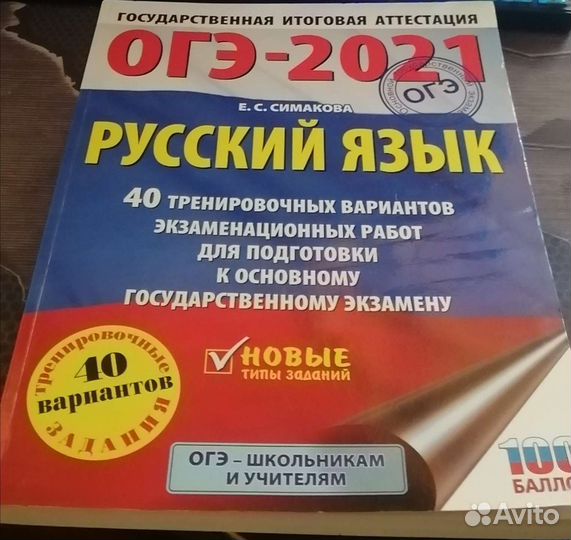 ГОСУДАРСТВЕННАЯ ИТОГОВАЯ АТТЕСТАЦИЯ
ОГЭ-2021
ОГЭ
Е. С. СИМАКОВА
РУССКИЙ ЯЗЫК
40 ТРЕНИРОВОЧНЫХ ВАРИАНТОВ
ЭКЗАМЕНАЦИОННЫХ РАБОТ
ДЛЯ ПОДГОТОВКИ
К ОСНОВНОМУ
ГОСУДАРСТВЕННОМУ ЭКЗАМЕНУ
НОВЫЕ
ТИПЫ ЗАДАНИЙ
ТРЕНИРОВОЧНЫЕ
40
вариантов
ЗАДАНИЯ
ОГЭ – ШКОЛЬНИКАМ
И УЧИТЕЛЯМ
100
БАЛЛО
Avito